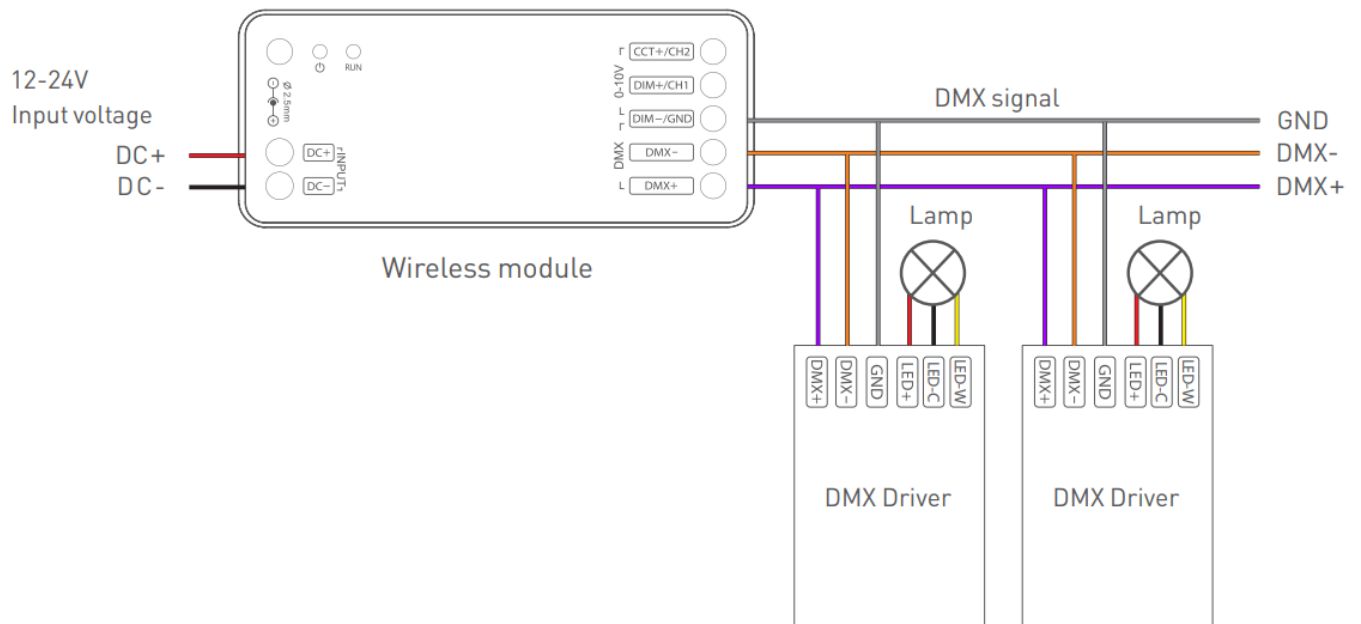 12-24V
Input voltage
DC+
DC-
RUN
Ø 2.5mm
DC+
DC−
INPUT
CCT+/CH2
DIM+/CH1
DIM−/GND
DMX−
DMX+
0-10V
DMX
Wireless module
DMX signal
GND
DMX-
DMX+
Lamp
Lamp
DMX+
DMX−
GND
LED+
LED-C
LED-W
DMX+
DMX−
GND
LED+
LED-C
LED-W
DMX Driver
DMX Driver